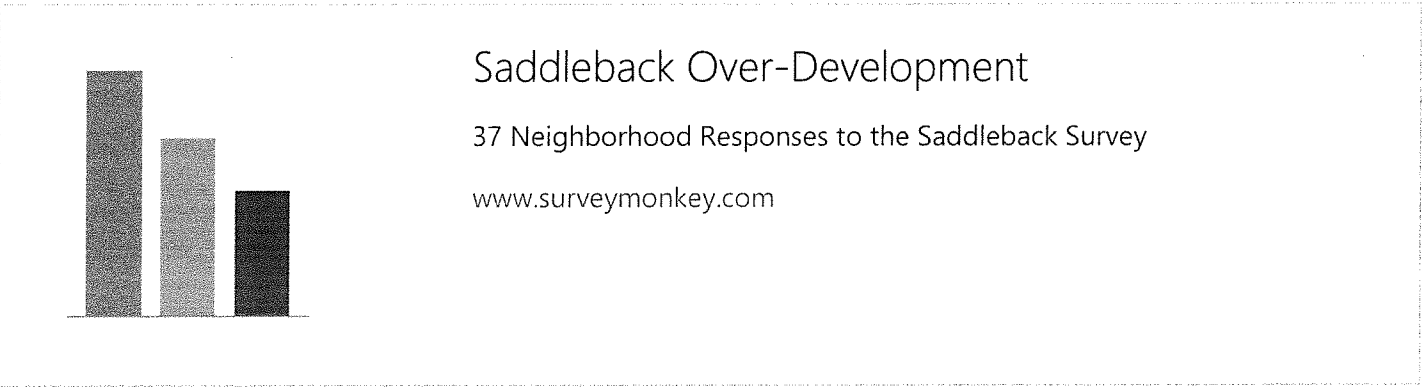 Saddleback Over-Development
37 Neighborhood Responses to the Saddleback Survey
www.surveymonkey.com